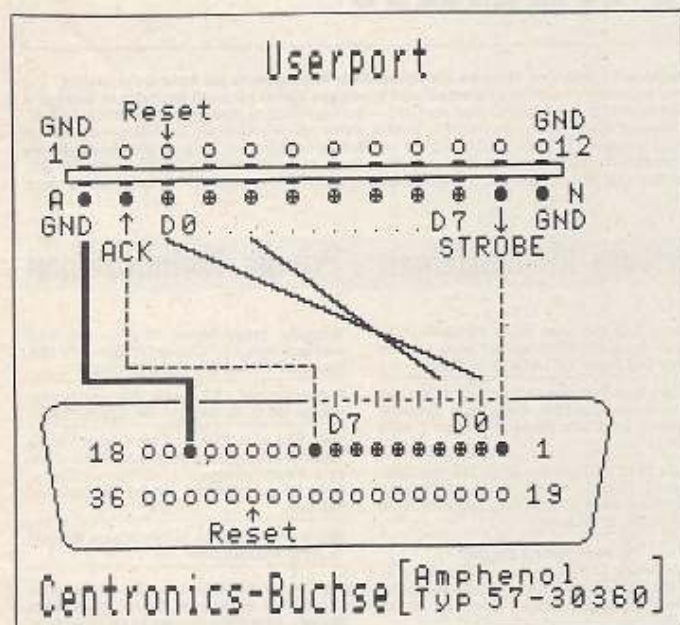 Userport
Reset
GND GND
1 12
A N
GND D0 D7 GND
ACK STROBE
D7 D0
18 1
36 19
Reset
Centronics-Buchse [Amphenol
Typ 57-30360]